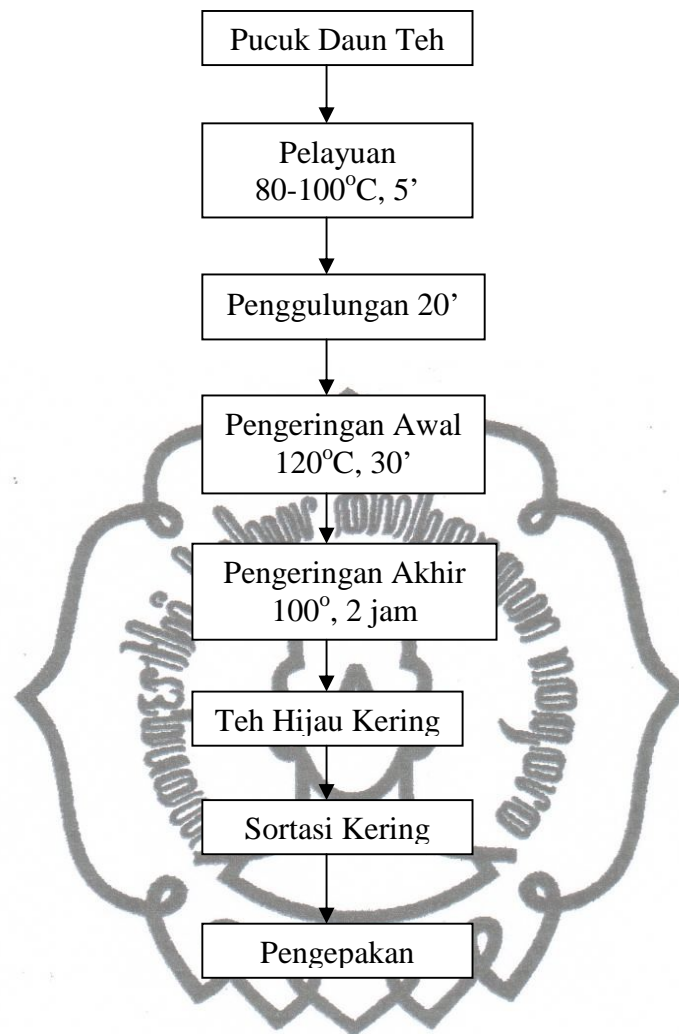 Pucuk Daun Teh
Pelayuan
80-100°C, 5’
Penggulungan 20’
Pengeringan Awal
120°C, 30’
Pengeringan Akhir
100°, 2 jam
Teh Hijau Kering
Sortasi Kering
Pengepakan